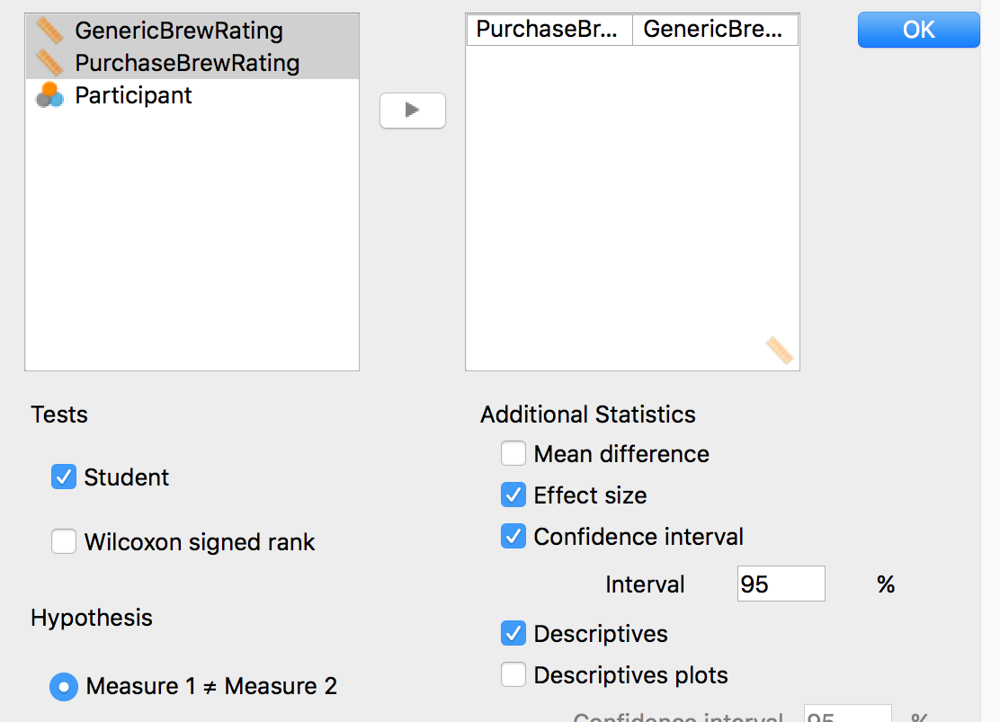 GenericBrewRating
PurchaseBrewRating
Participant
PurchaseBr... GenericBre...
OK
Tests
Student
Wilcoxon signed rank
Hypothesis
Measure 1 ≠ Measure 2
Additional Statistics
Mean difference
Effect size
Confidence interval
Interval 95 %
Descriptives
Descriptives plots
Confidence interval 95 %